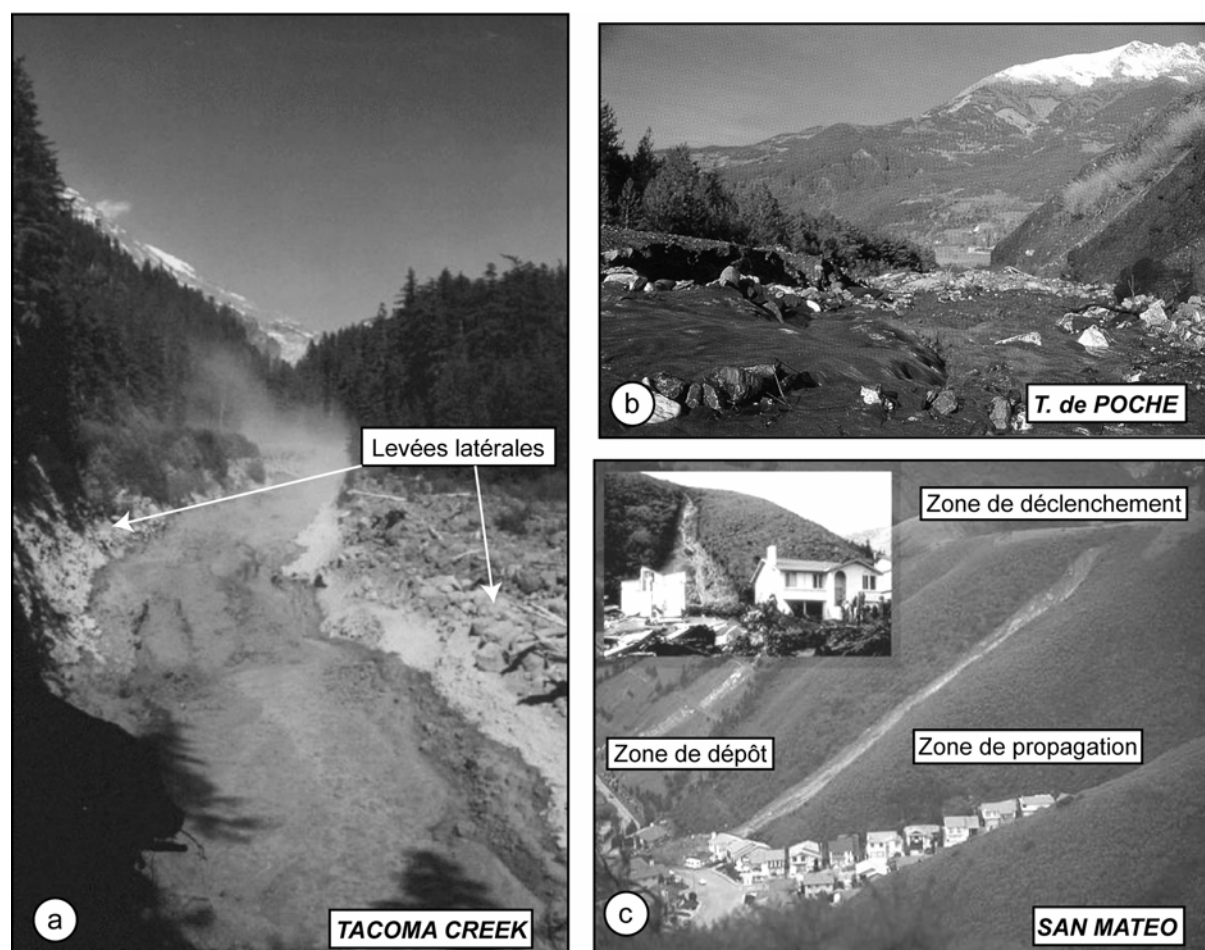 Levées latérales
a
TACOMA CREEK
b
T. de POCHE
Zone de déclenchement
Zone de dépôt
Zone de propagation
c
SAN MATEO